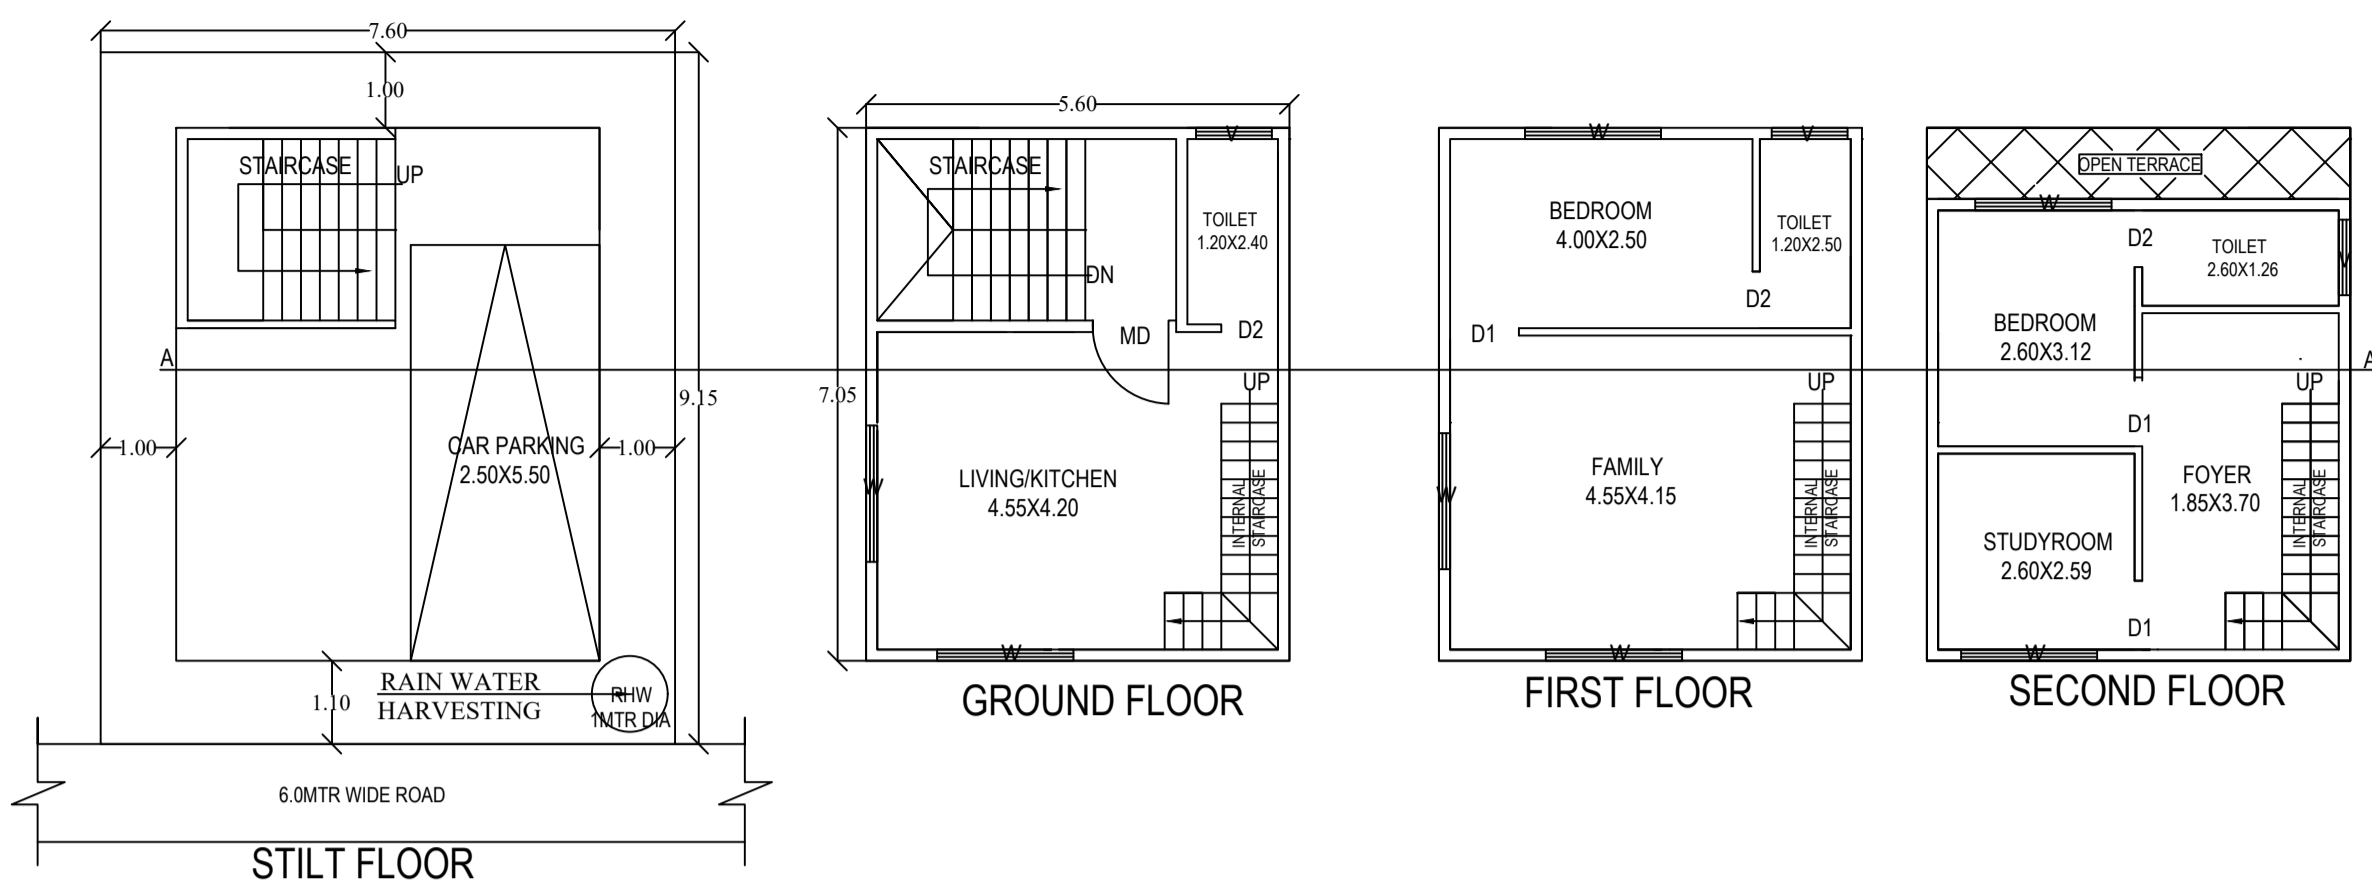 7.60
1.00
STAIRCASE
UP
A
1.00
1.00
9.15
CAR PARKING
2.50X5.50
1.10
RAIN WATER
HARVESTING
RHW
1MTR DIA
6.0MTR WIDE ROAD
STILT FLOOR
5.60
V
STAIRCASE
TOILET
1.20X2.40
DN
MD
D2
7.05
UP
W
LIVING/KITCHEN
4.55X4.20
INTERNAL
STAIRCASE
W
GROUND FLOOR
W
V
BEDROOM
4.00X2.50
TOILET
1.20X2.50
D2
D1
UP
W
FAMILY
4.55X4.15
INTERNAL
STAIRCASE
W
FIRST FLOOR
OPEN TERRACE
W
D2
TOILET
2.60X1.26
V
BEDROOM
2.60X3.12
A
UP
D1
FOYER
1.85X3.70
INTERNAL
STAIRCASE
STUDYROOM
2.60X2.59
D1
W
SECOND FLOOR